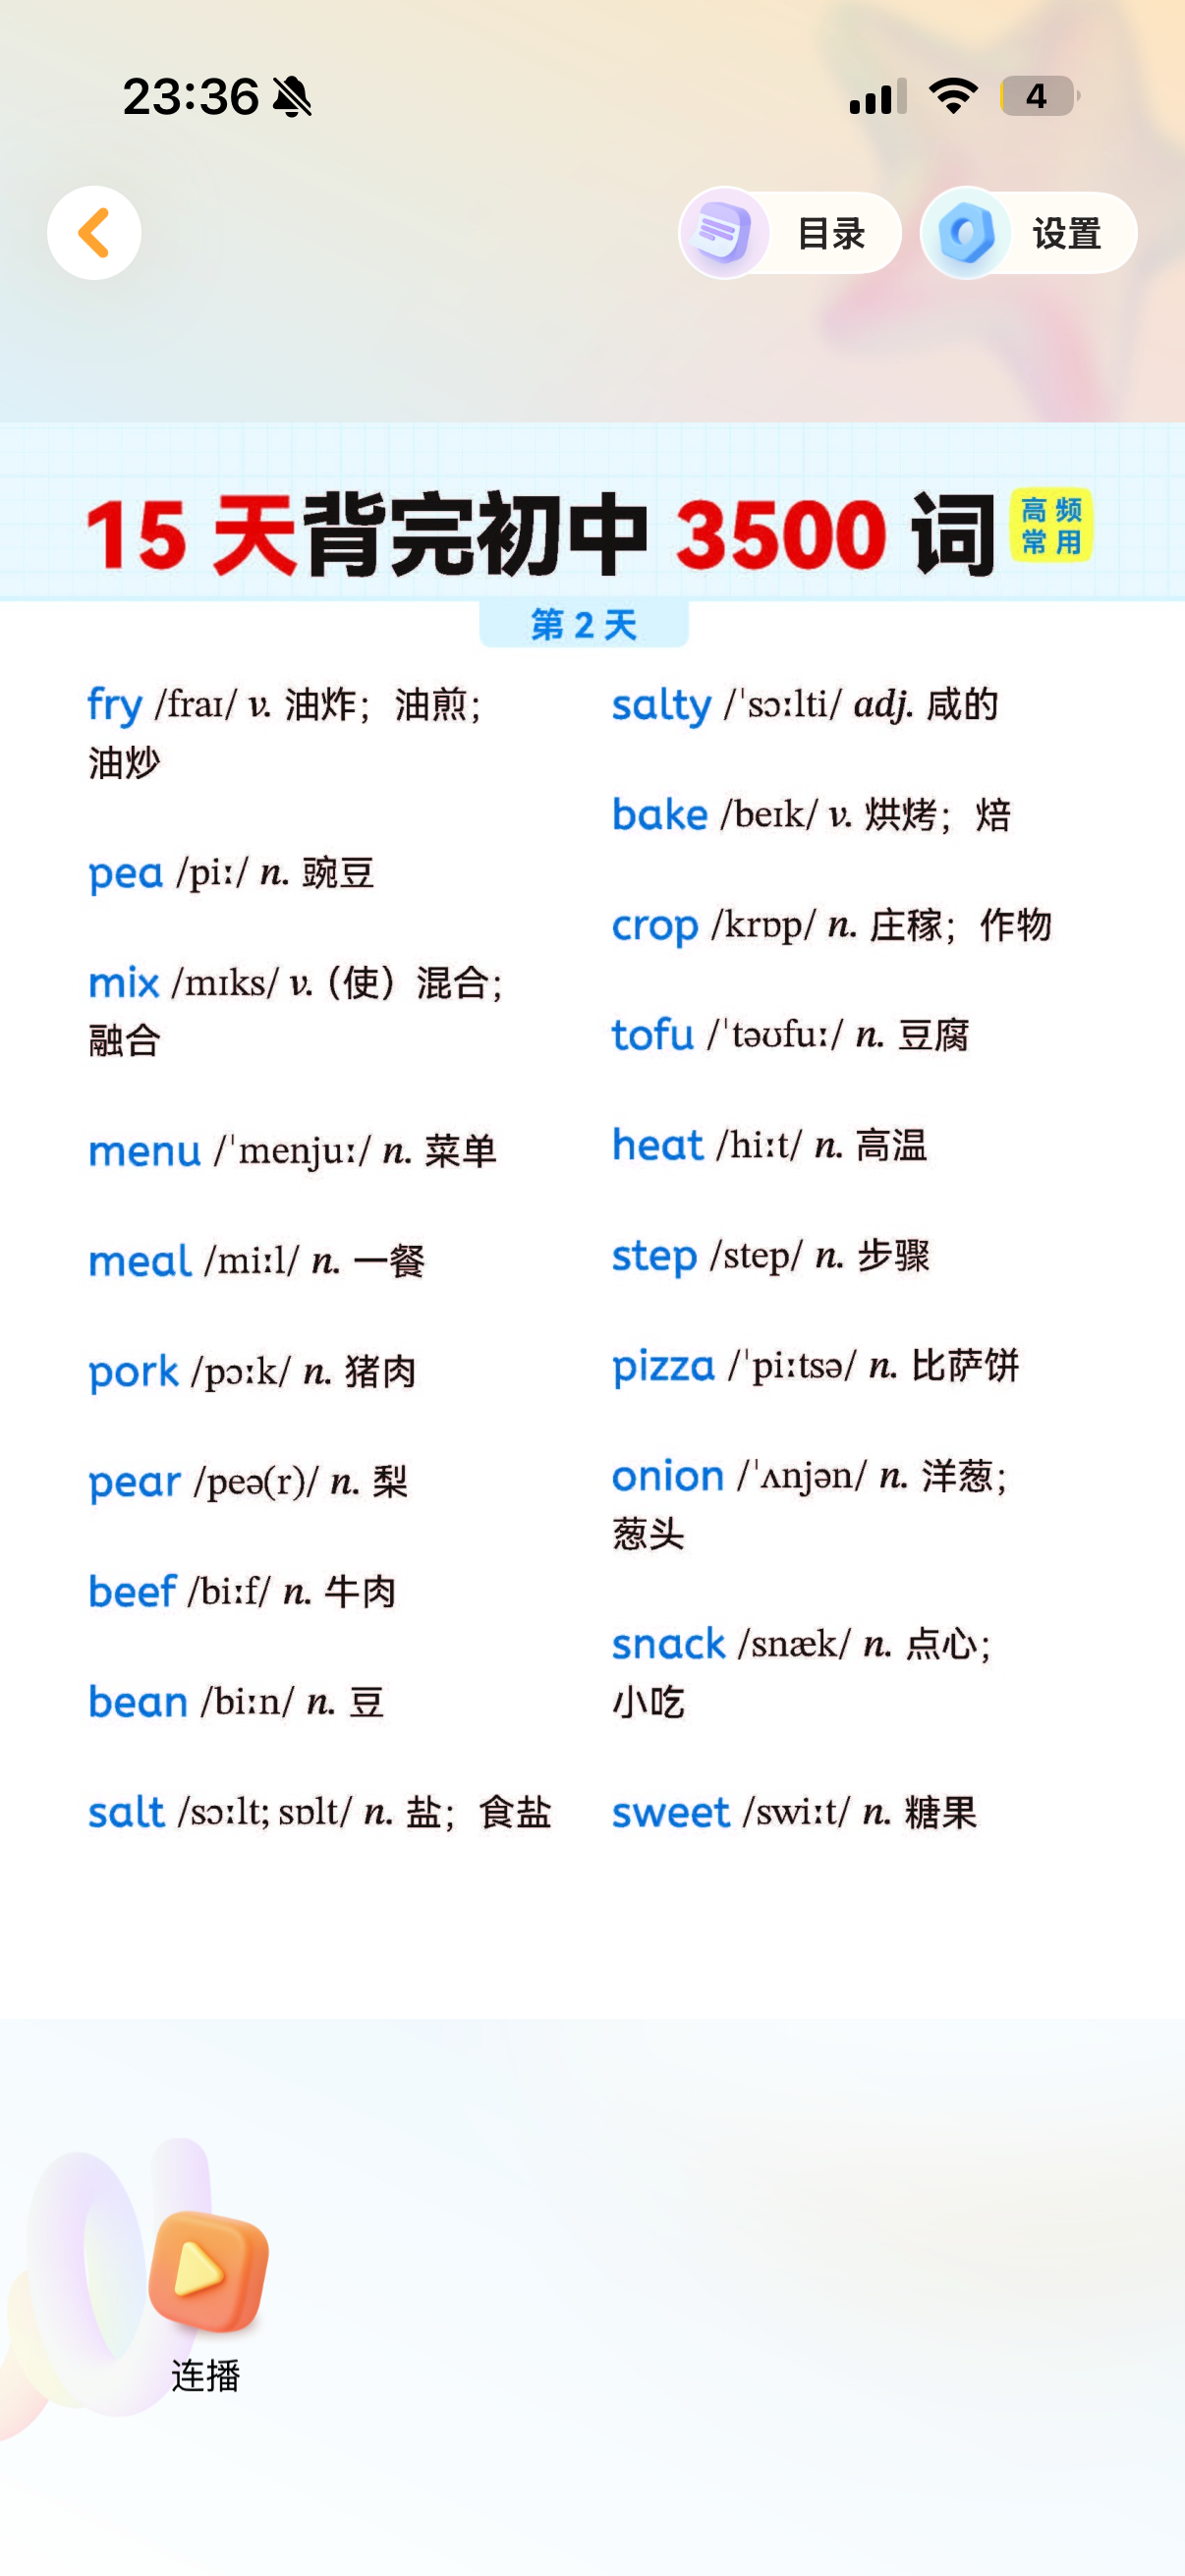 23:36
4
目录
设置
15 天背完初中 3500 词
高频
常用
第 2 天
fry /fraɪ/ v. 油炸；油煎；
油炒
pea /piː/ n. 豌豆
mix /mɪks/ v.（使）混合；
融合
menu /ˈmenjuː/ n. 菜单
meal /miːl/ n. 一餐
pork /pɔːk/ n. 猪肉
pear /peə(r)/ n. 梨
beef /biːf/ n. 牛肉
bean /biːn/ n. 豆
salt /sɔːlt; sɒlt/ n. 盐；食盐
salty /ˈsɔːlti/ adj. 咸的
bake /beɪk/ v. 烘烤；焙
crop /krɒp/ n. 庄稼；作物
tofu /ˈtəʊfuː/ n. 豆腐
heat /hiːt/ n. 高温
step /step/ n. 步骤
pizza /ˈpiːtsə/ n. 比萨饼
onion /ˈʌnjən/ n. 洋葱；
葱头
snack /snæk/ n. 点心；
小吃
sweet /swiːt/ n. 糖果
连播